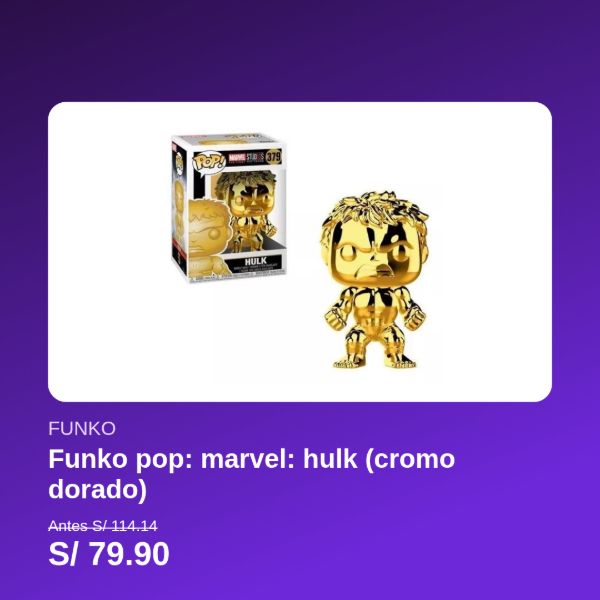 POP!
MARVEL STUDIOS
379
HULK
FUNKO
Funko pop: marvel: hulk (cromo
dorado)
Antes S/ 114.14
S/ 79.90